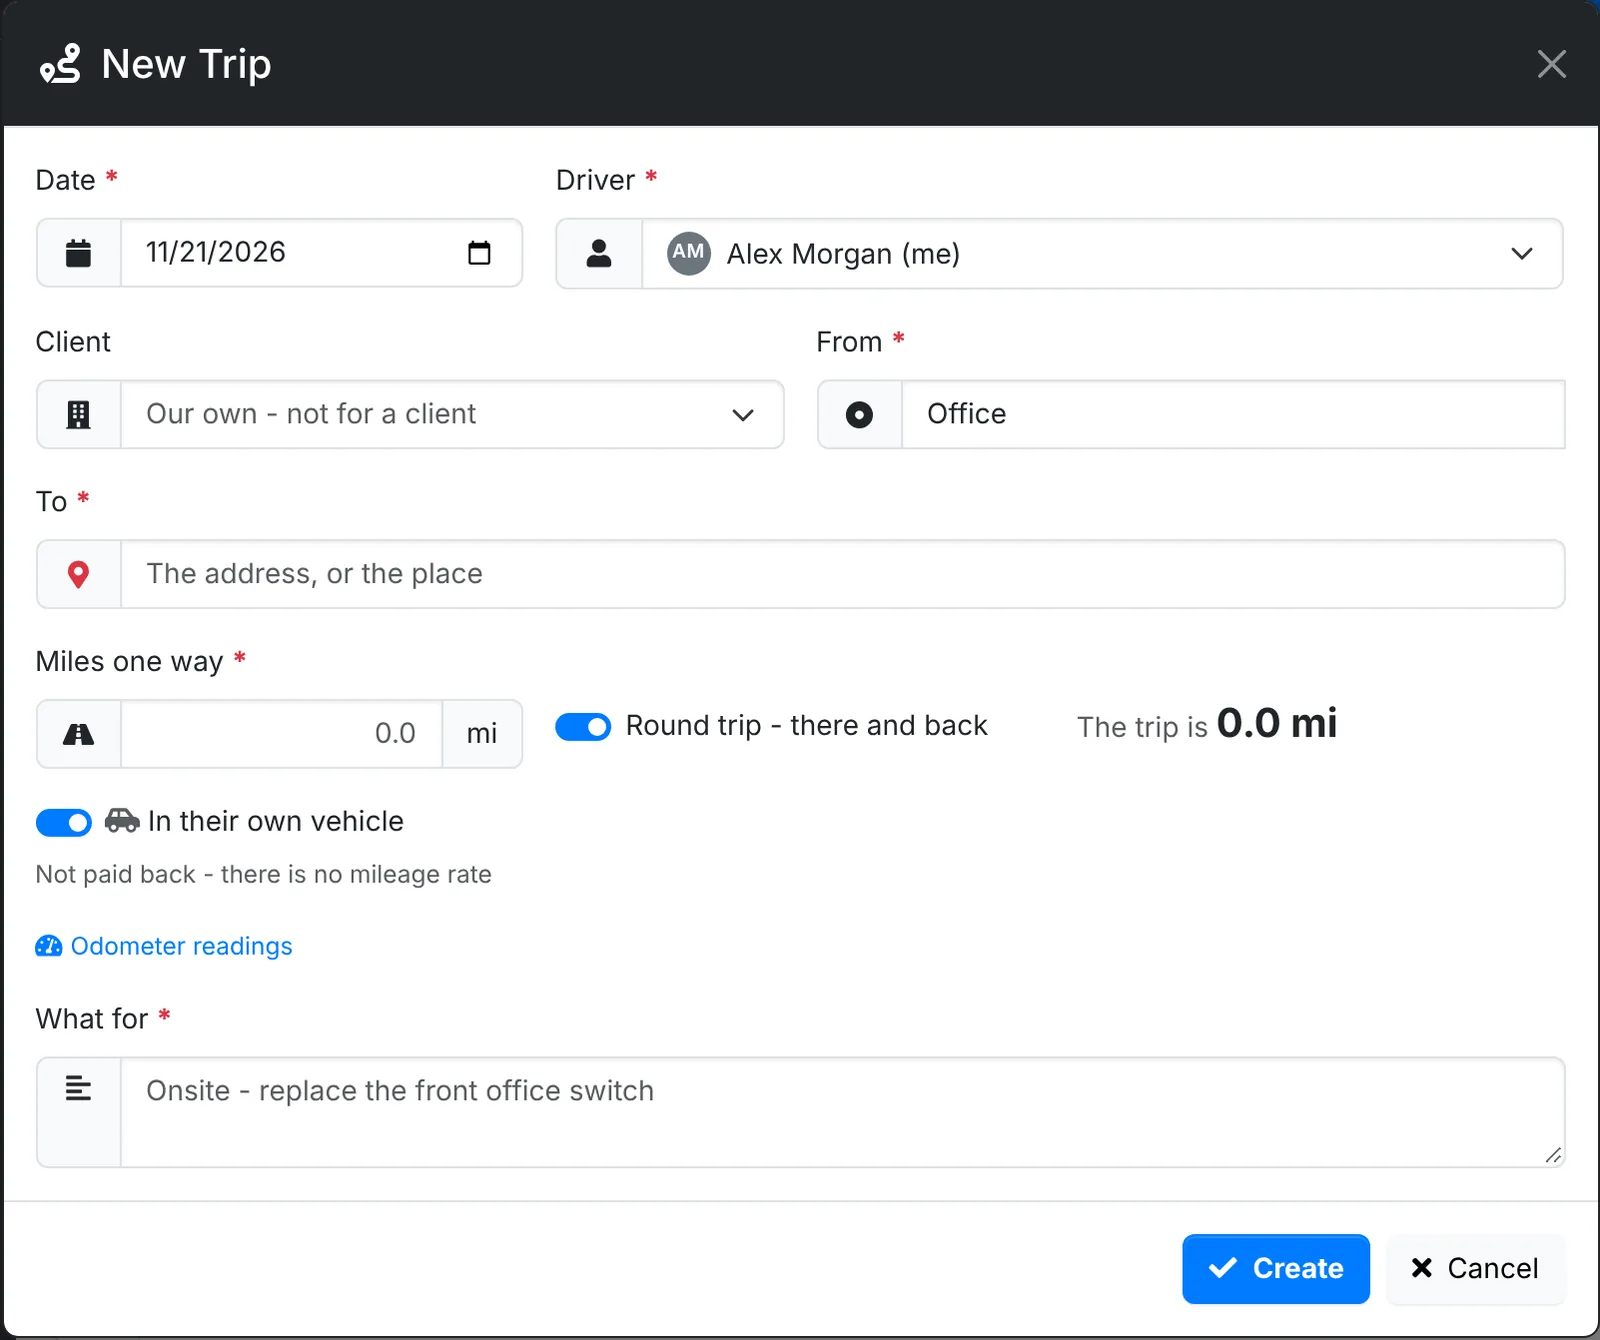 New Trip
Date *
Driver *
11/21/2026
AM Alex Morgan (me)
Client
From *
Our own - not for a client
Office
To *
The address, or the place
Miles one way *
0.0 mi
Round trip - there and back
The trip is 0.0 mi
In their own vehicle
Not paid back - there is no mileage rate
Odometer readings
What for *
Onsite - replace the front office switch
Create
Cancel